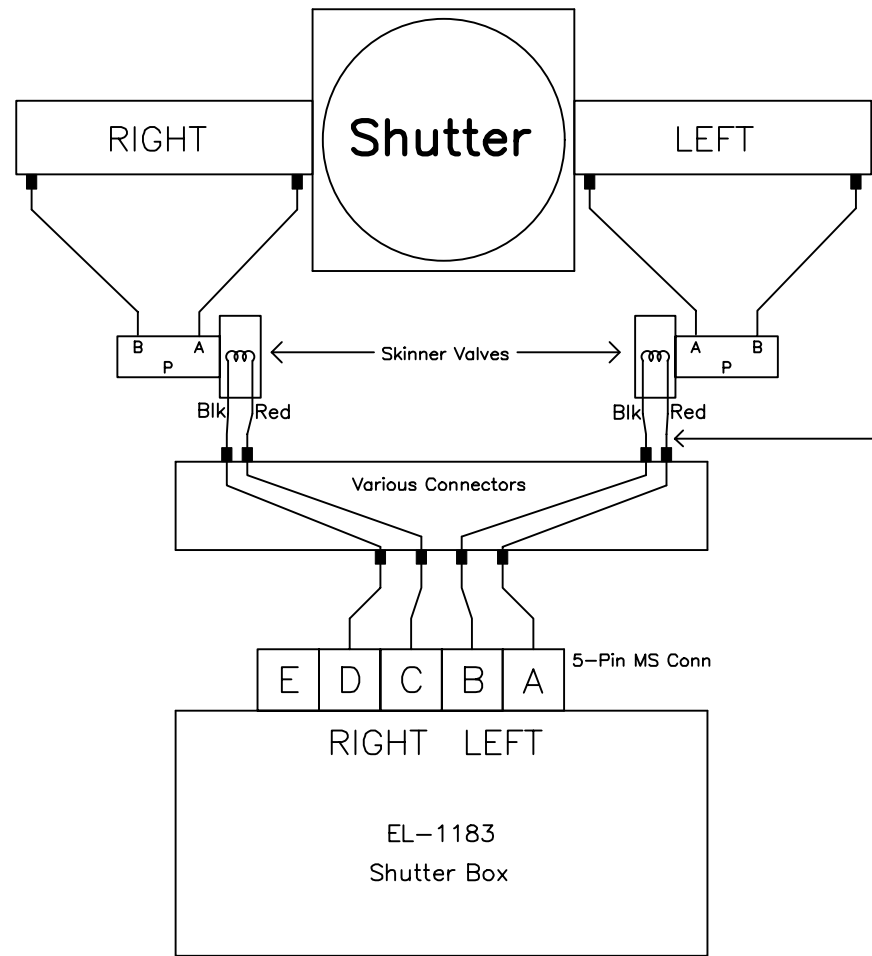 RIGHT Shutter LEFT
B A A B
P P
Skinner Valves
Blk Red Blk Red
Various Connectors
5-Pin MS Conn
E D C B A
RIGHT LEFT
EL-1183
Shutter Box